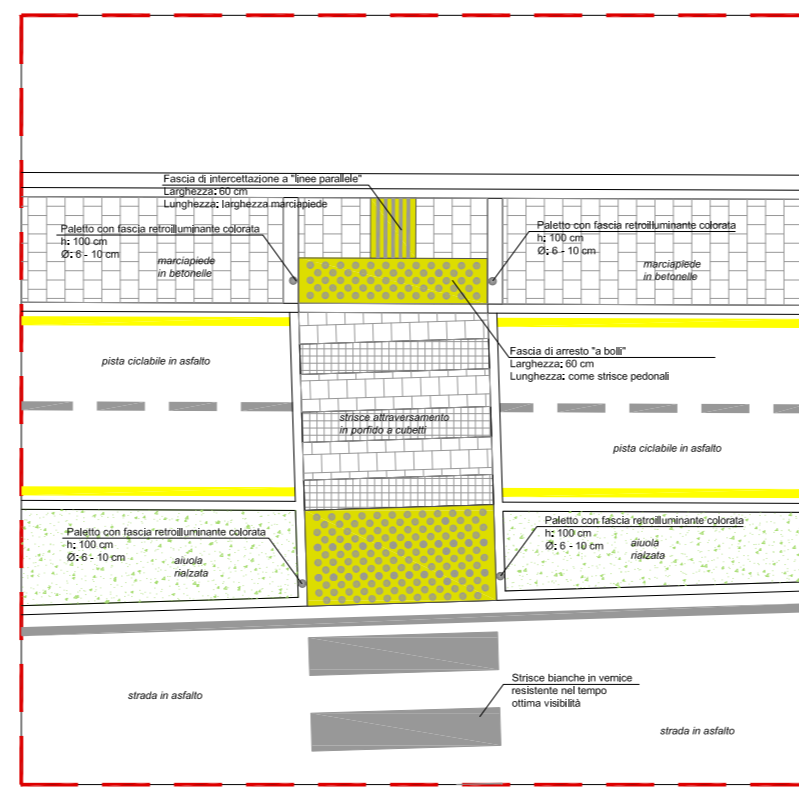 Fascia di intercettazione a "linee parallele"
Larghezza: 60 cm
Lunghezza: larghezza marciapiede
Paletto con fascia retroilluminante colorata
h: 100 cm
Ø: 6 - 10 cm
marciapiede
in betonelle
Paletto con fascia retroilluminante colorata
h: 100 cm
Ø: 6 - 10 cm
marciapiede
in betonelle
Fascia di arresto "a bolli"
Larghezza: 60 cm
Lunghezza: come strisce pedonali
pista ciclabile in asfalto
strisce attraversamento
in porfido a cubetti
pista ciclabile in asfalto
Paletto con fascia retroilluminante colorata
h: 100 cm
Ø: 6 - 10 cm
aiuola
rialzata
Paletto con fascia retroilluminante colorata
h: 100 cm
Ø: 6 - 10 cm
aiuola
rialzata
Strisce bianche in vernice
resistente nel tempo
ottima visibilità
strada in asfalto
strada in asfalto